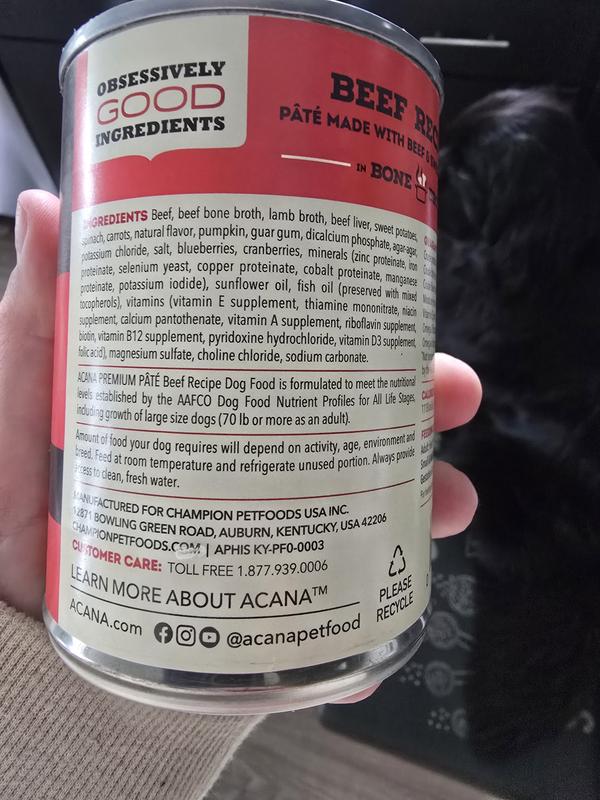 OBSESSIVELY
GOOD
INGREDIENTS
BEEF
PÂTÉ MADE WITH BEEF &
IN BONE
INGREDIENTS Beef, beef bone broth, lamb broth, beef liver, sweet potatoes,
spinach, carrots, natural flavor, pumpkin, guar gum, dicalcium phosphate, agar-agar,
potassium chloride, salt, blueberries, cranberries, minerals (zinc proteinate, iron
proteinate, selenium yeast, copper proteinate, cobalt proteinate, manganese
proteinate, potassium iodide), sunflower oil, fish oil (preserved with mixed
tocopherols), vitamins (vitamin E supplement, thiamine mononitrate, niacin
supplement, calcium pantothenate, vitamin A supplement, riboflavin supplement,
biotin, vitamin B12 supplement, pyridoxine hydrochloride, vitamin D3 supplement,
folic acid), magnesium sulfate, choline chloride, sodium carbonate.
ACANA PREMIUM PÂTÉ Beef Recipe Dog Food is formulated to meet the nutritional
levels established by the AAFCO Dog Food Nutrient Profiles for All Life Stages,
including growth of large size dogs (70 lb or more as an adult).
Amount of food your dog requires will depend on activity, age, environment and
breed. Feed at room temperature and refrigerate unused portion. Always provide
access to clean, fresh water.
MANUFACTURED FOR CHAMPION PETFOODS USA INC.
12871 BOWLING GREEN ROAD, AUBURN, KENTUCKY, USA 42206
CHAMPIONPETFOODS.COM | APHIS KY-PF0-0003
CUSTOMER CARE: TOLL FREE 1.877.939.0006
LEARN MORE ABOUT ACANA™
ACANA.com @acanapetfood
PLEASE
RECYCLE